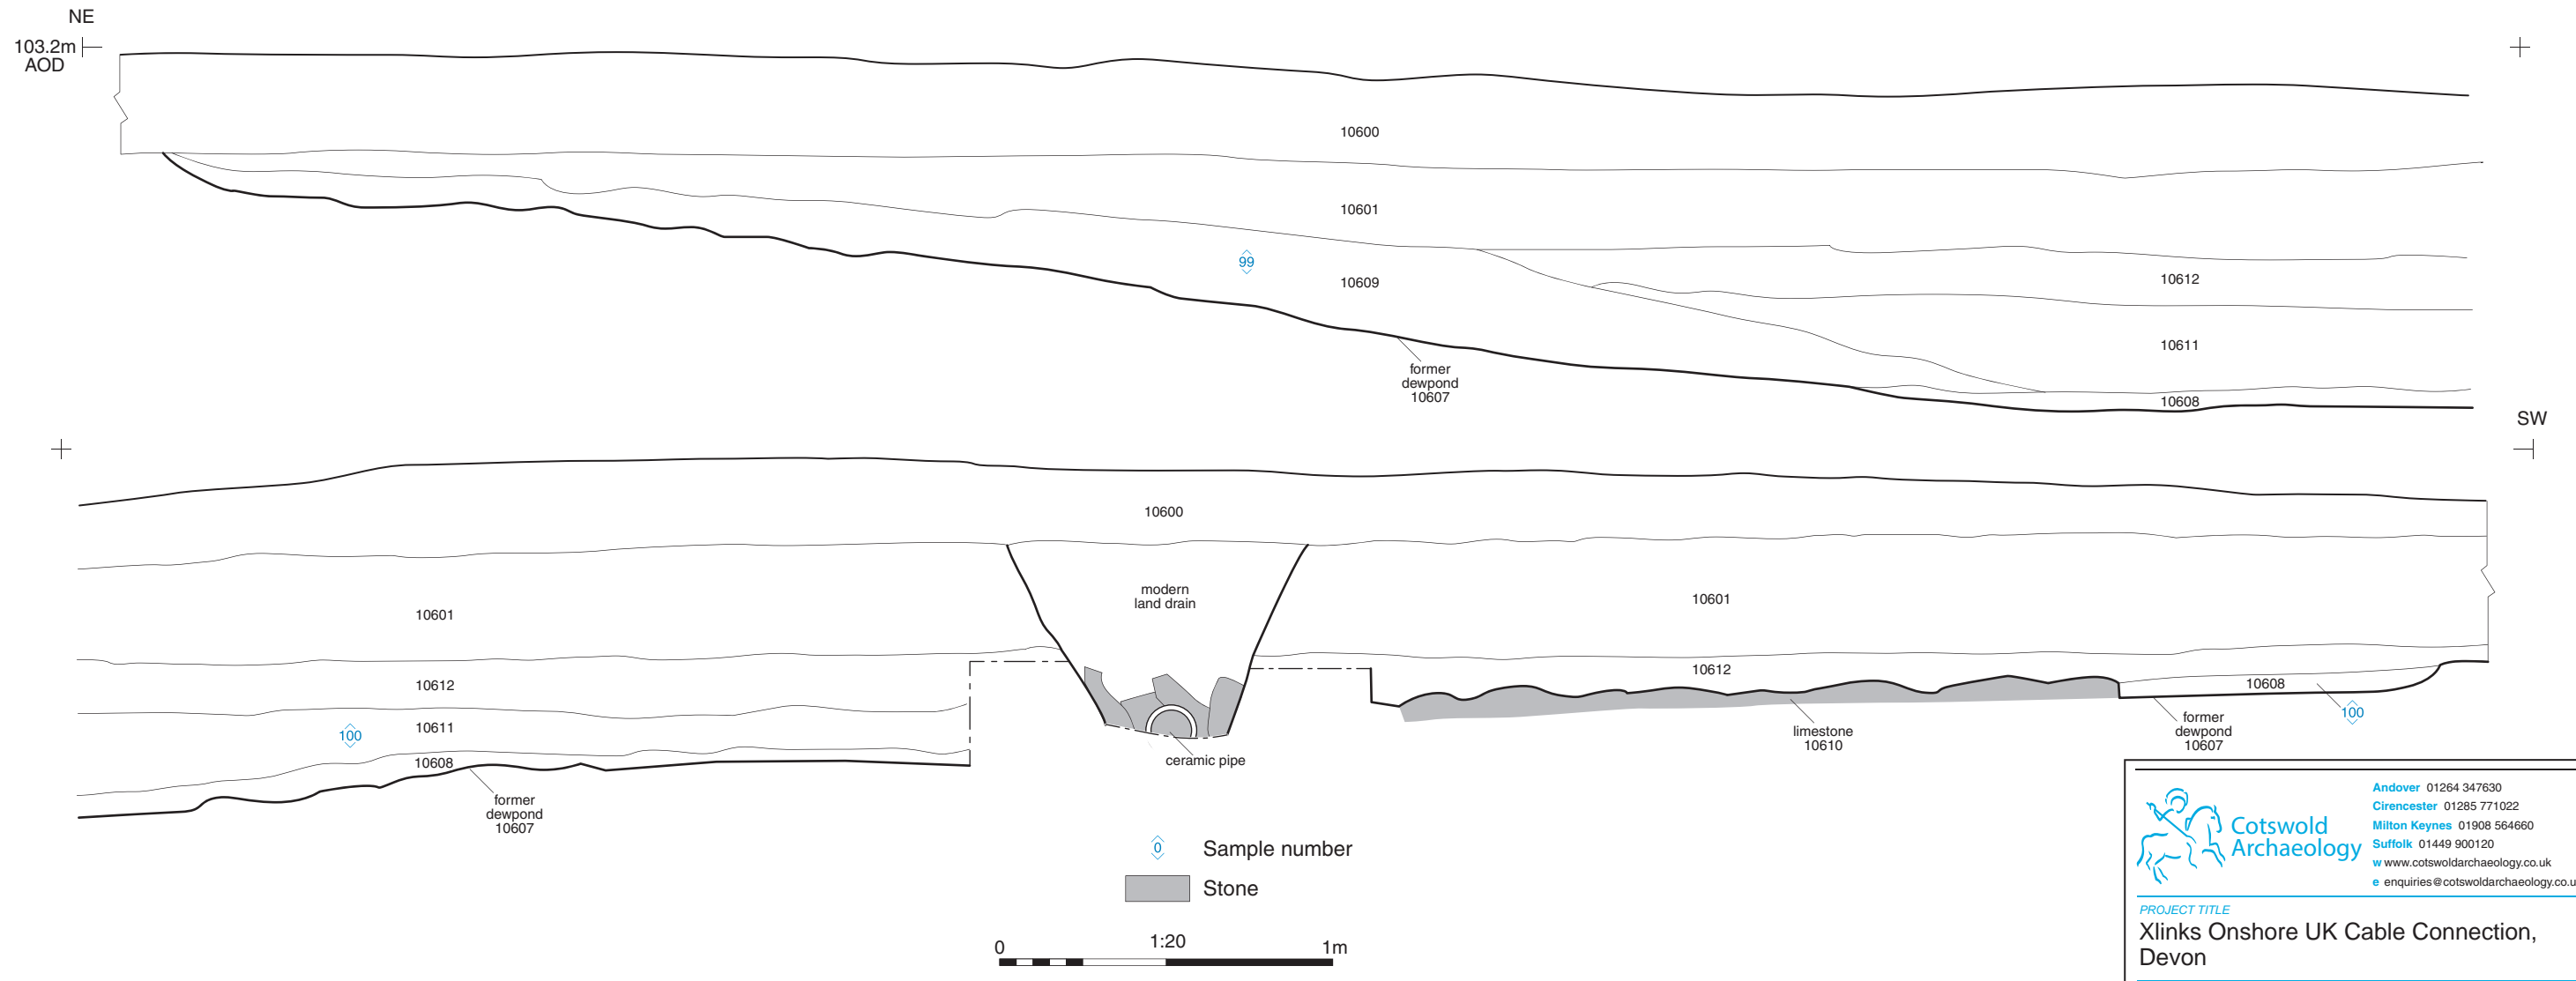 NE
103.2m
AOD
10600
10601
99
10609
10612
10611
former
dewpond
10607
10608
SW
10600
modern
land drain
10601
10601
10612
10612
10608
100
10611
100
10608
former
dewpond
10607
ceramic pipe
limestone
10610
former
dewpond
10607
0 Sample number
Stone
0 1:20 1m
Cotswold
Archaeology
Andover 01264 347630
Cirencester 01285 771022
Milton Keynes 01908 564660
Suffolk 01449 900120
w www.cotswoldarchaeology.co.uk
e enquiries@cotswoldarchaeology.co.u
PROJECT TITLE
Xlinks Onshore UK Cable Connection,
Devon